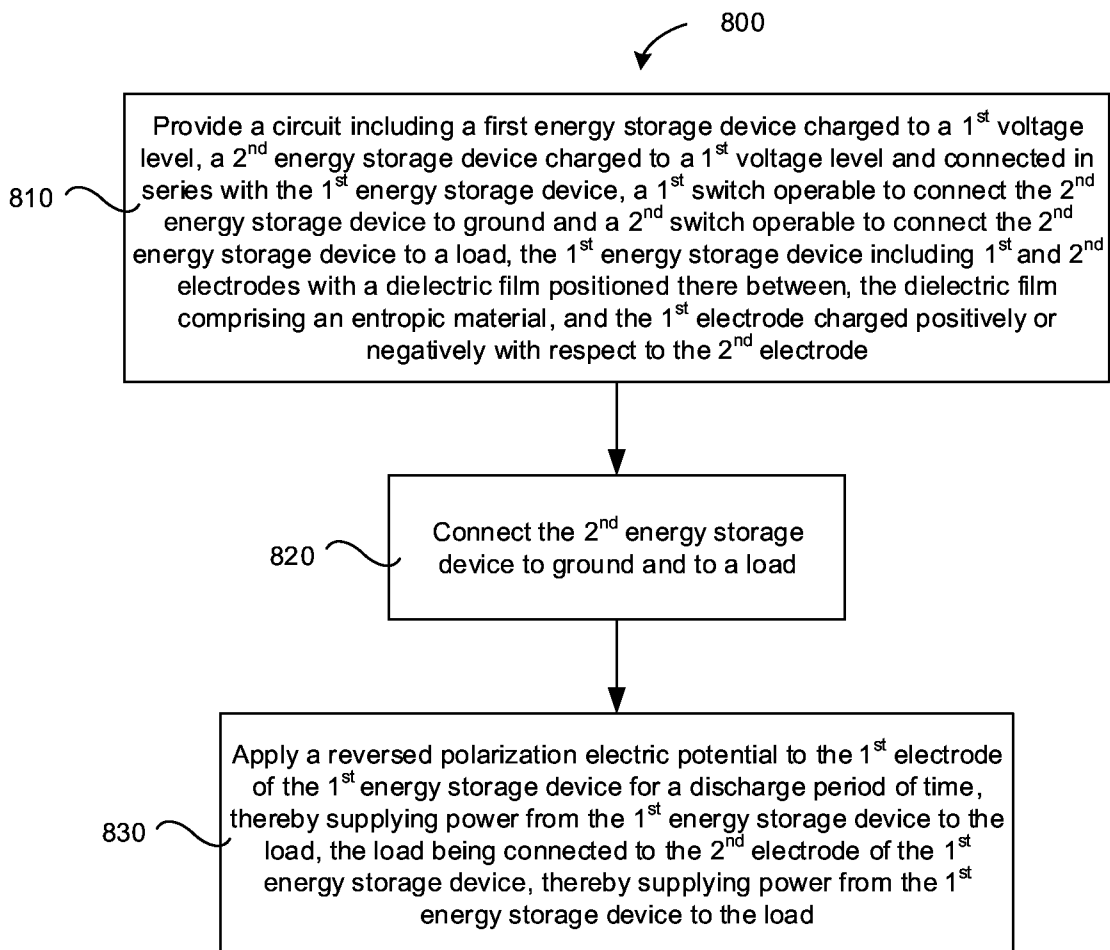 800
Provide a circuit including a first energy storage device charged to a 1st voltage
level, a 2nd energy storage device charged to a 1st voltage level and connected in
series with the 1st energy storage device, a 1st switch operable to connect the 2nd
energy storage device to ground and a 2nd switch operable to connect the 2nd
energy storage device to a load, the 1st energy storage device including 1st and 2nd
electrodes with a dielectric film positioned there between, the dielectric film
comprising an entropic material, and the 1st electrode charged positively or
negatively with respect to the 2nd electrode
810
Connect the 2nd energy storage
device to ground and to a load
820
Apply a reversed polarization electric potential to the 1st electrode
of the 1st energy storage device for a discharge period of time,
thereby supplying power from the 1st energy storage device to the
load, the load being connected to the 2nd electrode of the 1st
energy storage device, thereby supplying power from the 1st
energy storage device to the load
830